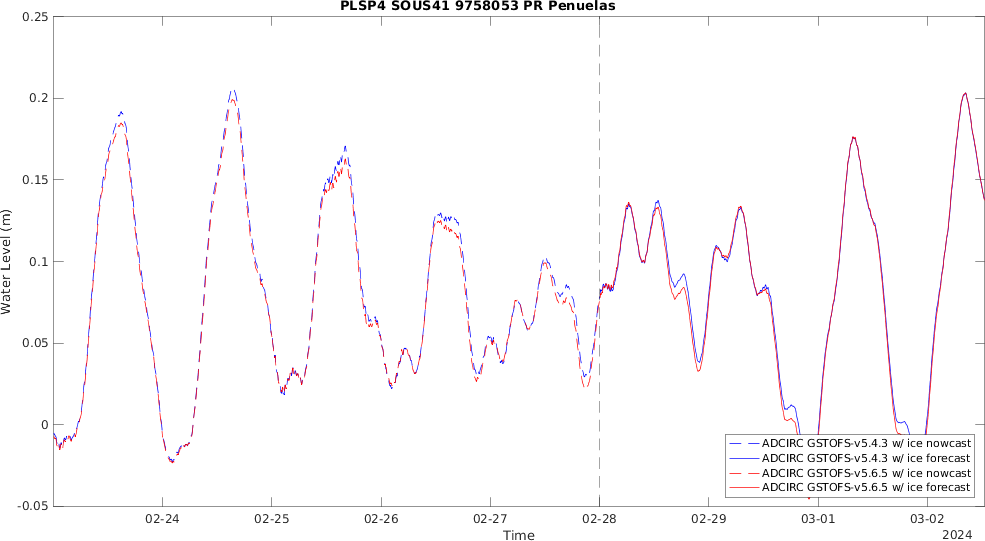 PLSP4 SOUS41 9758053 PR Penuelas
0.25
0.2
0.15
0.1
0.05
0
-0.05
Water Level (m)
ADCIRC GSTOFS-v5.4.3 w/ ice nowcast
ADCIRC GSTOFS-v5.4.3 w/ ice forecast
ADCIRC GSTOFS-v5.6.5 w/ ice nowcast
ADCIRC GSTOFS-v5.6.5 w/ ice forecast
02-24 02-25 02-26 02-27 02-28 02-29 03-01 03-02
Time
2024